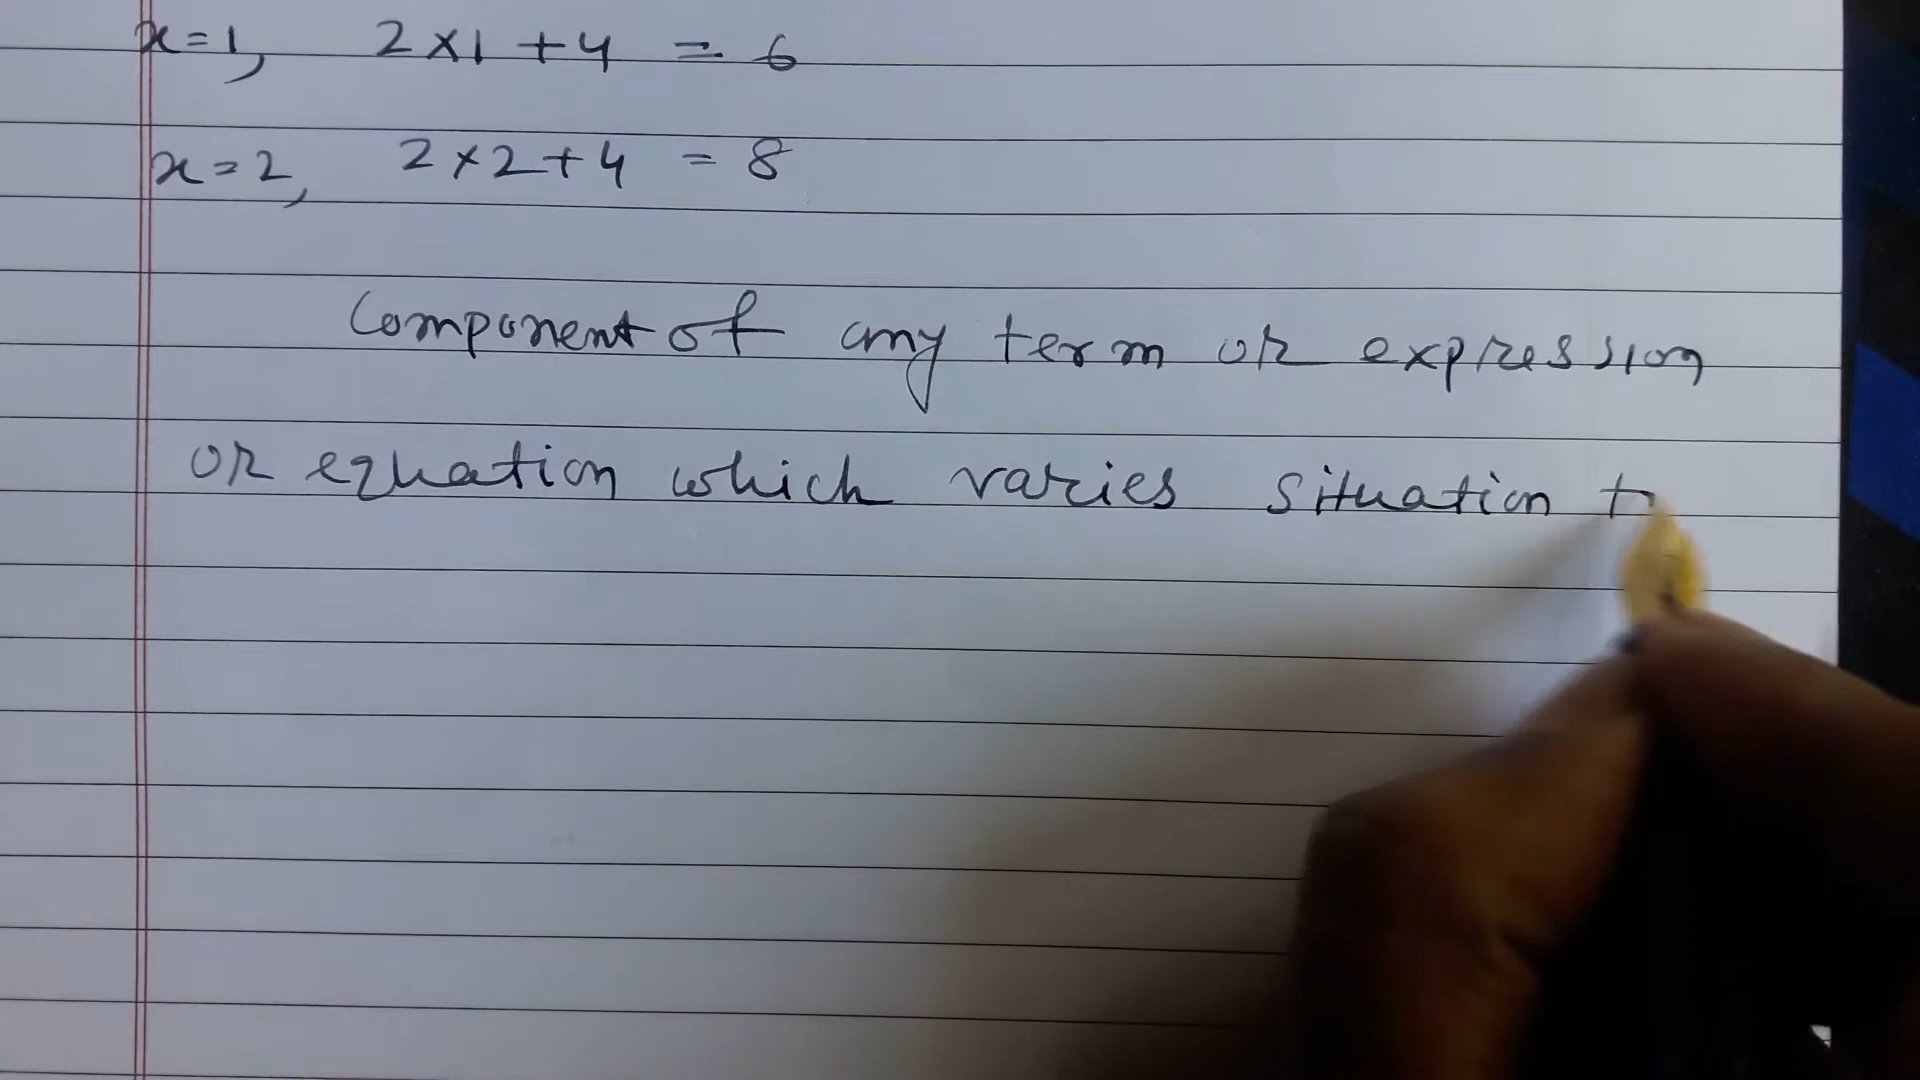 x=1, 2×1+4 = 6
x=2, 2×2+4 = 8
Component of any term or expression
or equation which varies situation